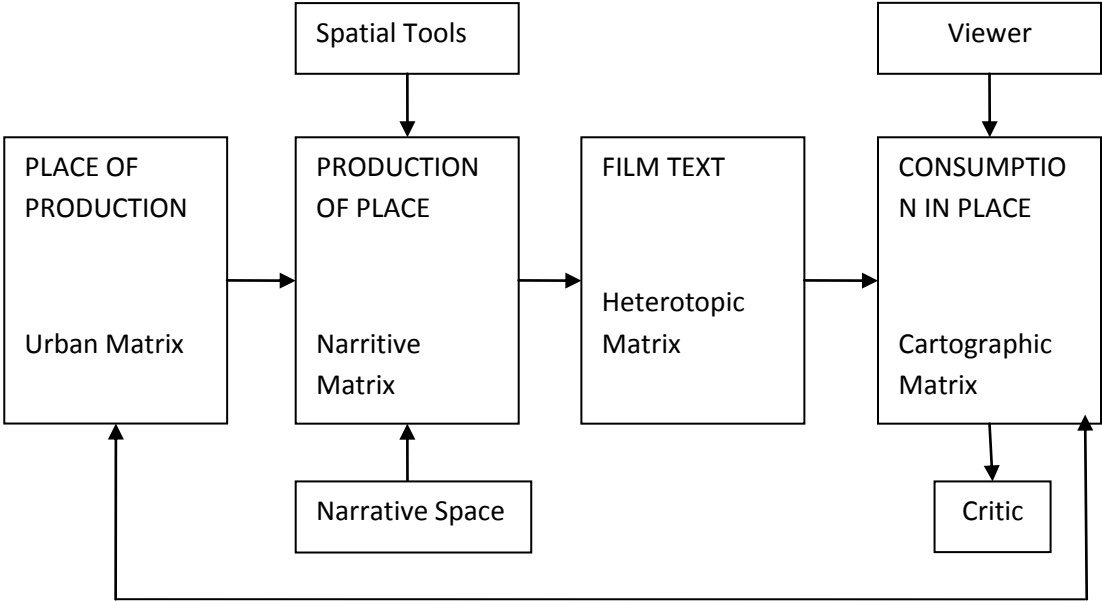 Spatial Tools
Viewer
PLACE OF
PRODUCTION
Urban Matrix
PRODUCTION
OF PLACE
Narritive
Matrix
FILM TEXT
Heterotopic
Matrix
CONSUMPTIO
N IN PLACE
Cartographic
Matrix
Narrative Space
Critic